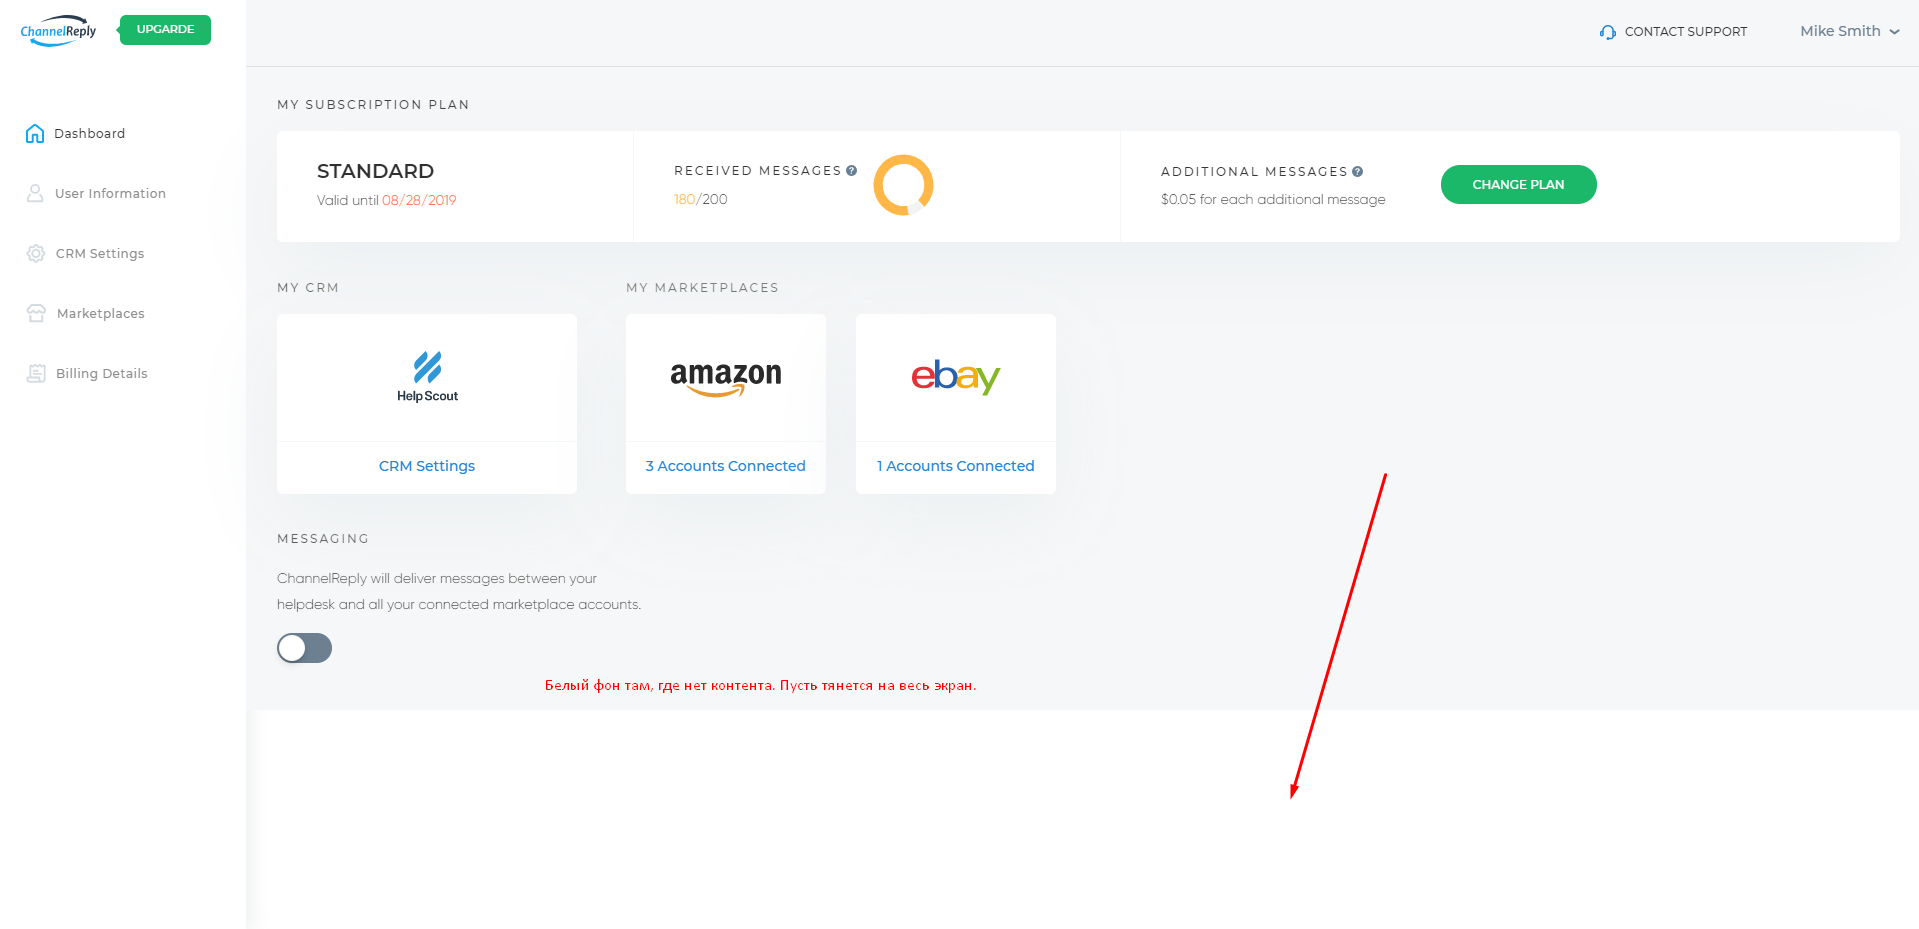 ChannelReply
UPGARDE
CONTACT SUPPORT
Mike Smith
Dashboard
User Information
CRM Settings
Marketplaces
Billing Details
MY SUBSCRIPTION PLAN
STANDARD
Valid until 08/28/2019
RECEIVED MESSAGES ?
180/200
ADDITIONAL MESSAGES ?
$0.05 for each additional message
CHANGE PLAN
MY CRM
Help Scout
CRM Settings
MY MARKETPLACES
amazon
3 Accounts Connected
ebay
1 Accounts Connected
MESSAGING
ChannelReply will deliver messages between your
helpdesk and all your connected marketplace accounts.
Белый фон там, где нет контента. Пусть тянется на весь экран.